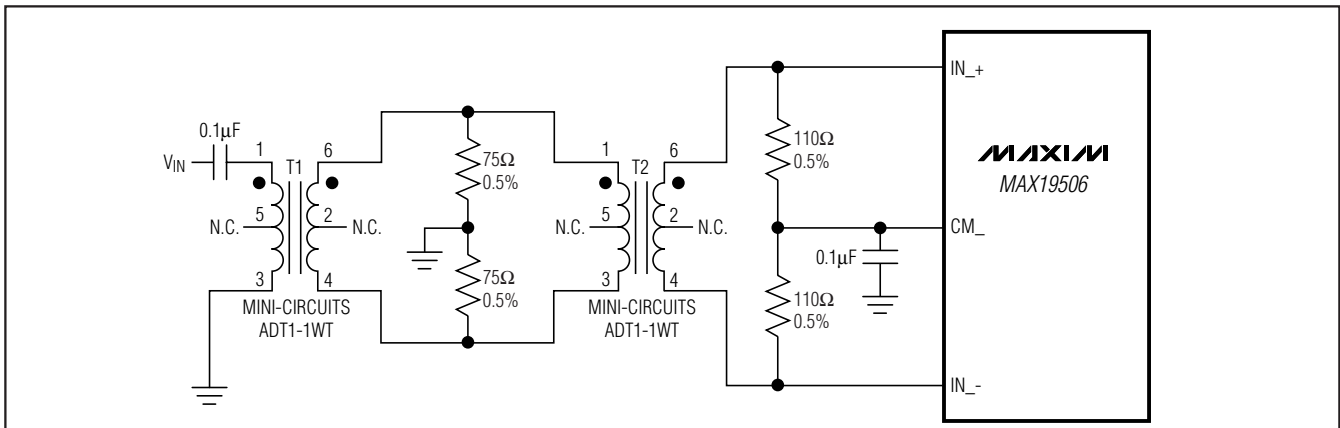 0.1μF
VIN
1
T1
6
N.C.
5
2
N.C.
3
4
MINI-CIRCUITS
ADT1-1WT
75Ω
0.5%
75Ω
0.5%
1
T2
6
N.C.
5
2
N.C.
3
4
MINI-CIRCUITS
ADT1-1WT
110Ω
0.5%
0.1μF
110Ω
0.5%
IN_+
MAXIM
MAX19506
CM_
IN_-